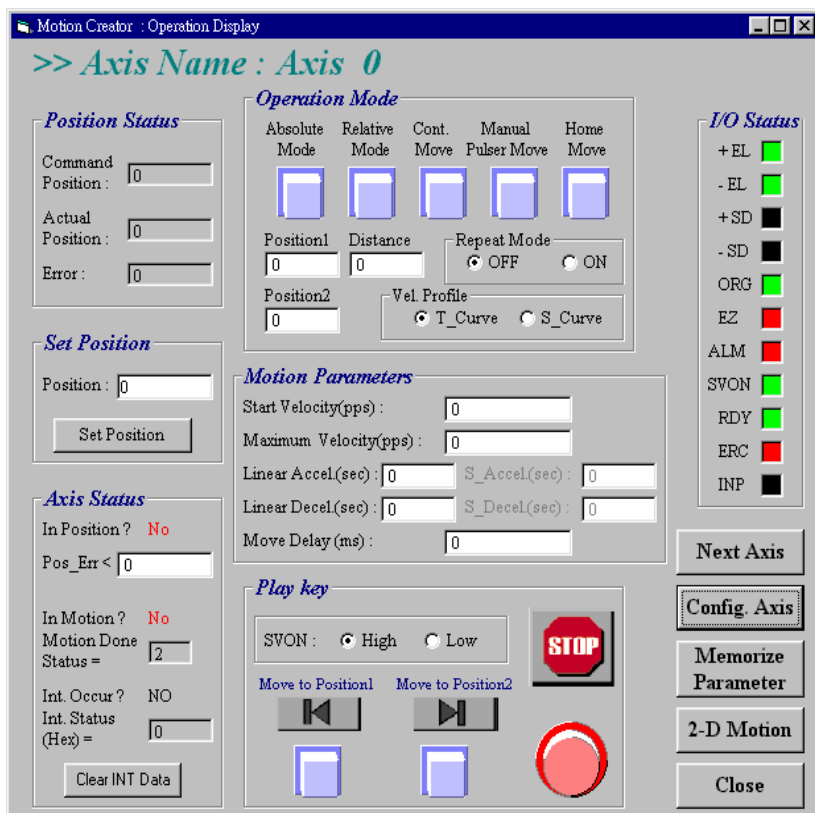 Motion Creator : Operation Display
>> Axis Name : Axis 0
Position Status
Command Position : 0
Actual Position : 0
Error : 0
Set Position
Position : 0
Set Position
Axis Status
In Position ? No
Pos_Err < 0
In Motion ? No
Motion Done Status = 2
Int. Occur ? NO
Int. Status (Hex) = 0
Clear INT Data
Operation Mode
Absolute Mode
Relative Mode
Cont. Move
Manual Pulser Move
Home Move
Position1 0
Distance 0
Repeat Mode
OFF ON
Position2 0
Vel. Profile
T_Curve S_Curve
Motion Parameters
Start Velocity(pps) : 0
Maximum Velocity(pps) : 0
Linear Accel.(sec) : 0 S_Accel.(sec) : 0
Linear Decel.(sec) : 0 S_Decel.(sec) : 0
Move Delay (ms) : 0
Play key
SVON : High Low
STOP
Move to Position1 Move to Position2
I/O Status
+EL
- EL
+SD
- SD
ORG
EZ
ALM
SVON
RDY
ERC
INP
Next Axis
Config. Axis
Memorize Parameter
2-D Motion
Close